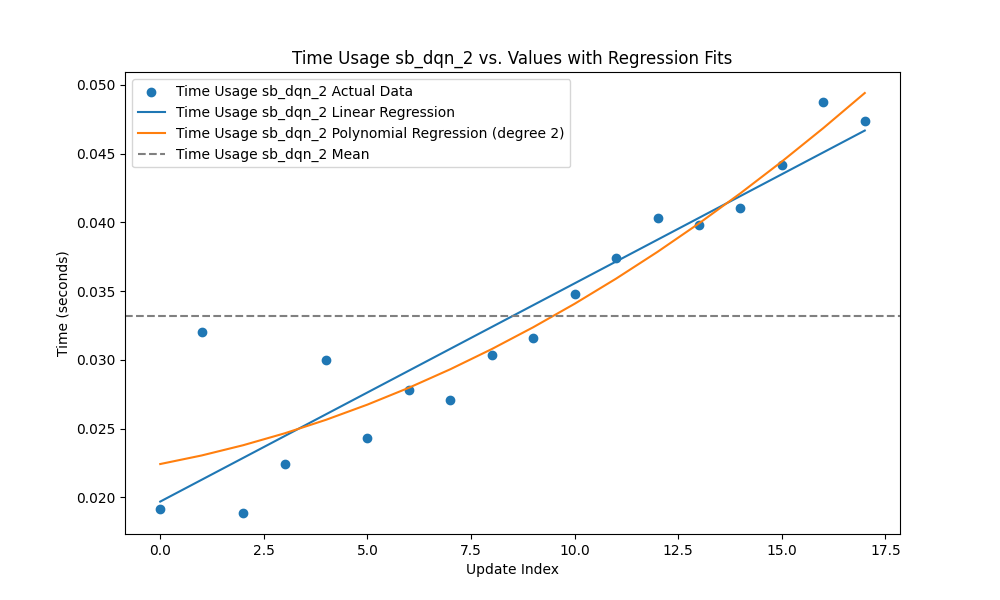 Time Usage sb_dqn_2 vs. Values with Regression Fits
Time Usage sb_dqn_2 Actual Data
Time Usage sb_dqn_2 Linear Regression
Time Usage sb_dqn_2 Polynomial Regression (degree 2)
Time Usage sb_dqn_2 Mean
Time (seconds)
0.050
0.045
0.040
0.035
0.030
0.025
0.020
0.0 2.5 5.0 7.5 10.0 12.5 15.0 17.5
Update Index